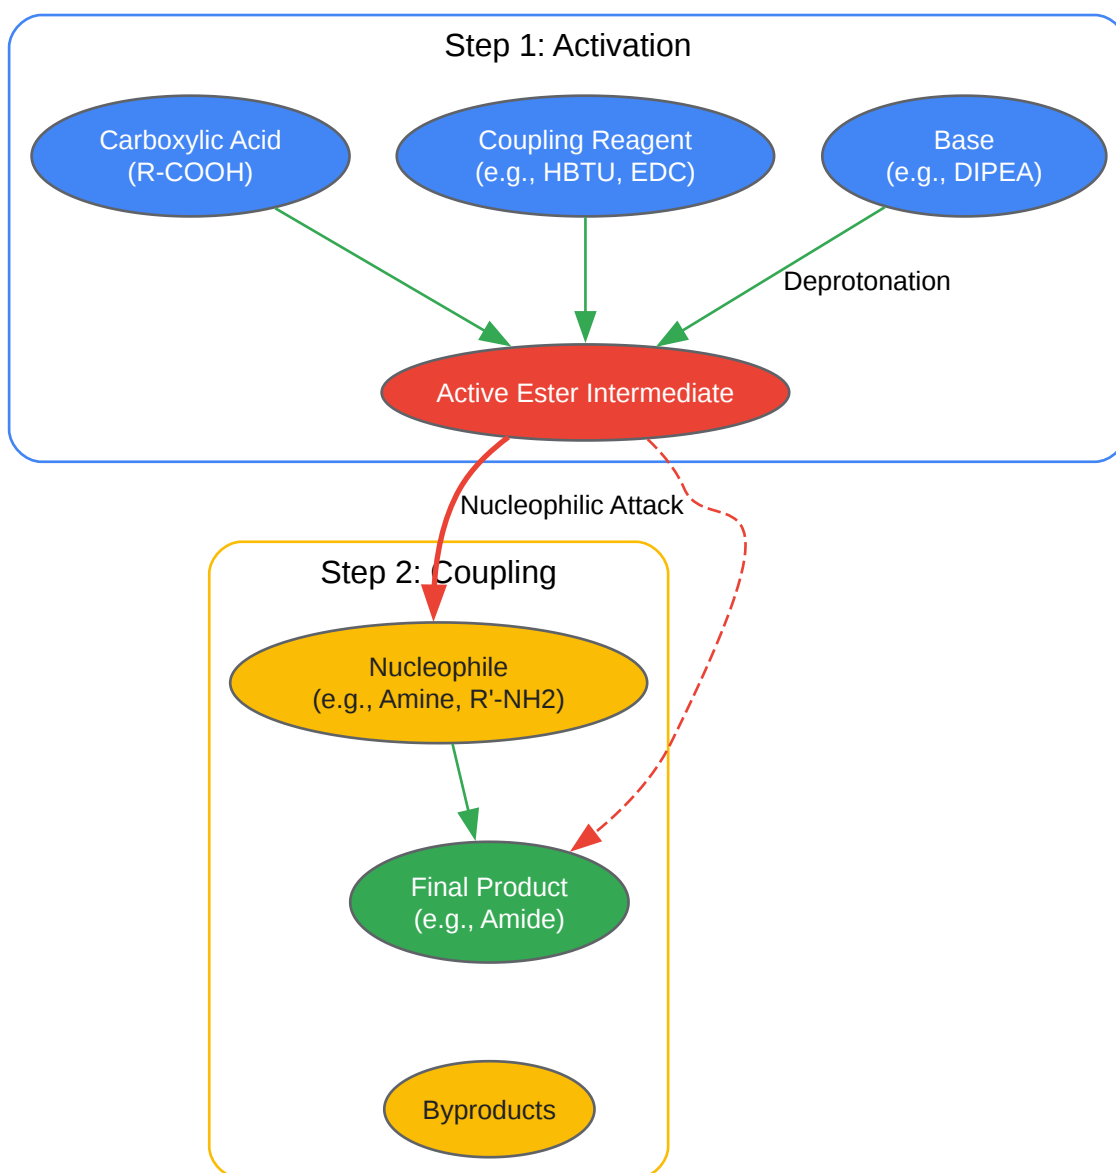 Step 1: Activation
Carboxylic Acid
(R-COOH)
Coupling Reagent
(e.g., HBTU, EDC)
Base
(e.g., DIPEA)
Deprotonation
Active Ester Intermediate
Nucleophilic Attack
Step 2: Coupling
Nucleophile
(e.g., Amine, R'-NH2)
Final Product
(e.g., Amide)
Byproducts